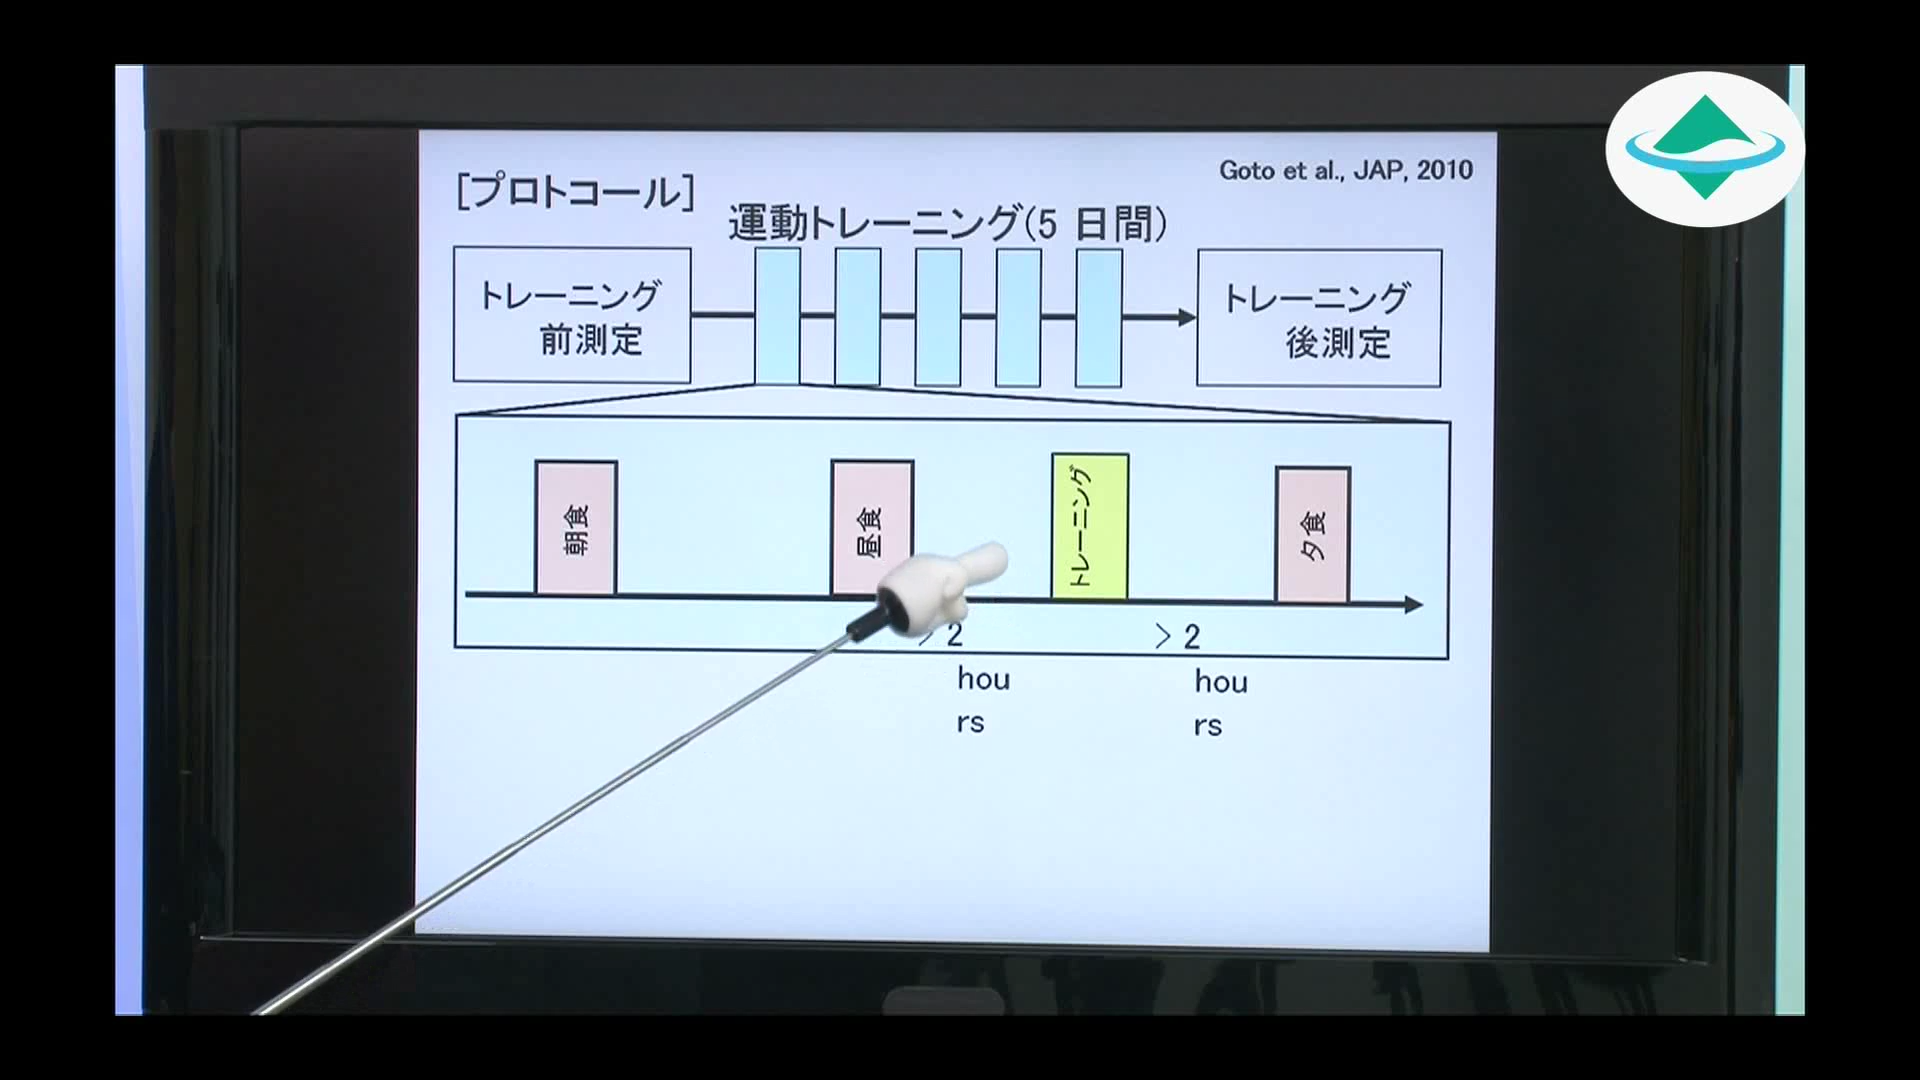 [プロトコール]
Goto et al., JAP, 2010
運動トレーニング(5 日間)
トレーニング
前測定
トレーニング
後測定
朝食
昼食
トレーニング
夕食
＞2
hou
rs
＞2
hou
rs